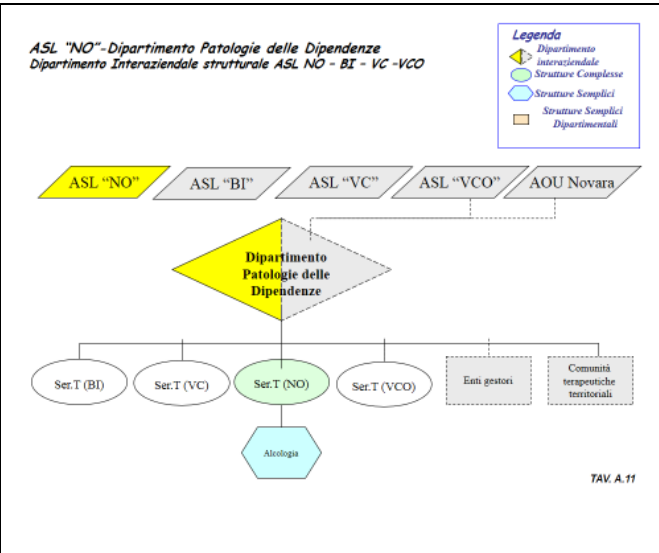 ASL "NO"-Dipartimento Patologie delle Dipendenze
Dipartimento Interaziendale strutturale ASL NO - BI - VC -VCO
Legenda
Dipartimento
interaziendale
Strutture Complesse
Strutture Semplici
Strutture Semplici
Dipartimentali
ASL "NO"
ASL "BI"
ASL "VC"
ASL "VCO"
AOU Novara
Dipartimento
Patologie delle
Dipendenze
Ser.T (BI)
Ser.T (VC)
Ser.T (NO)
Ser.T (VCO)
Enti gestori
Comunità
terapeutiche
territoriali
Alcologia
TAV. A.11